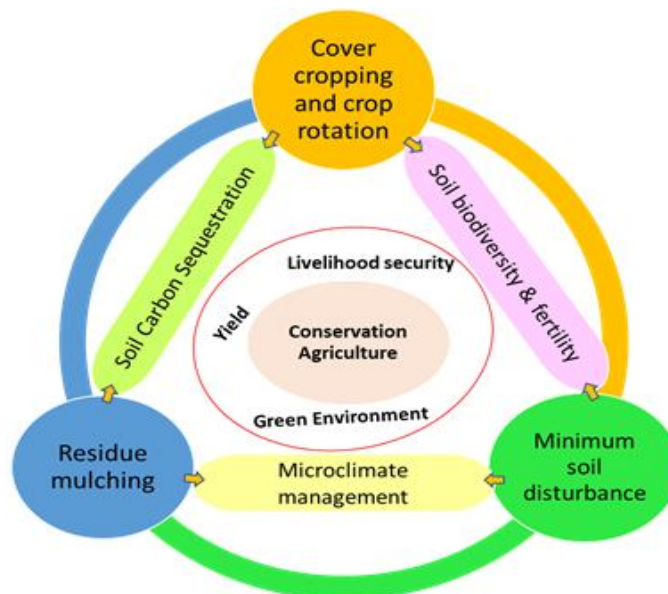 Cover
cropping
and crop
rotation
Soil Carbon Sequestration
Soil biodiversity & fertility
Livelihood security
Yield
Conservation
Agriculture
Green Environment
Residue
mulching
Microclimate
management
Minimum
soil
disturbance